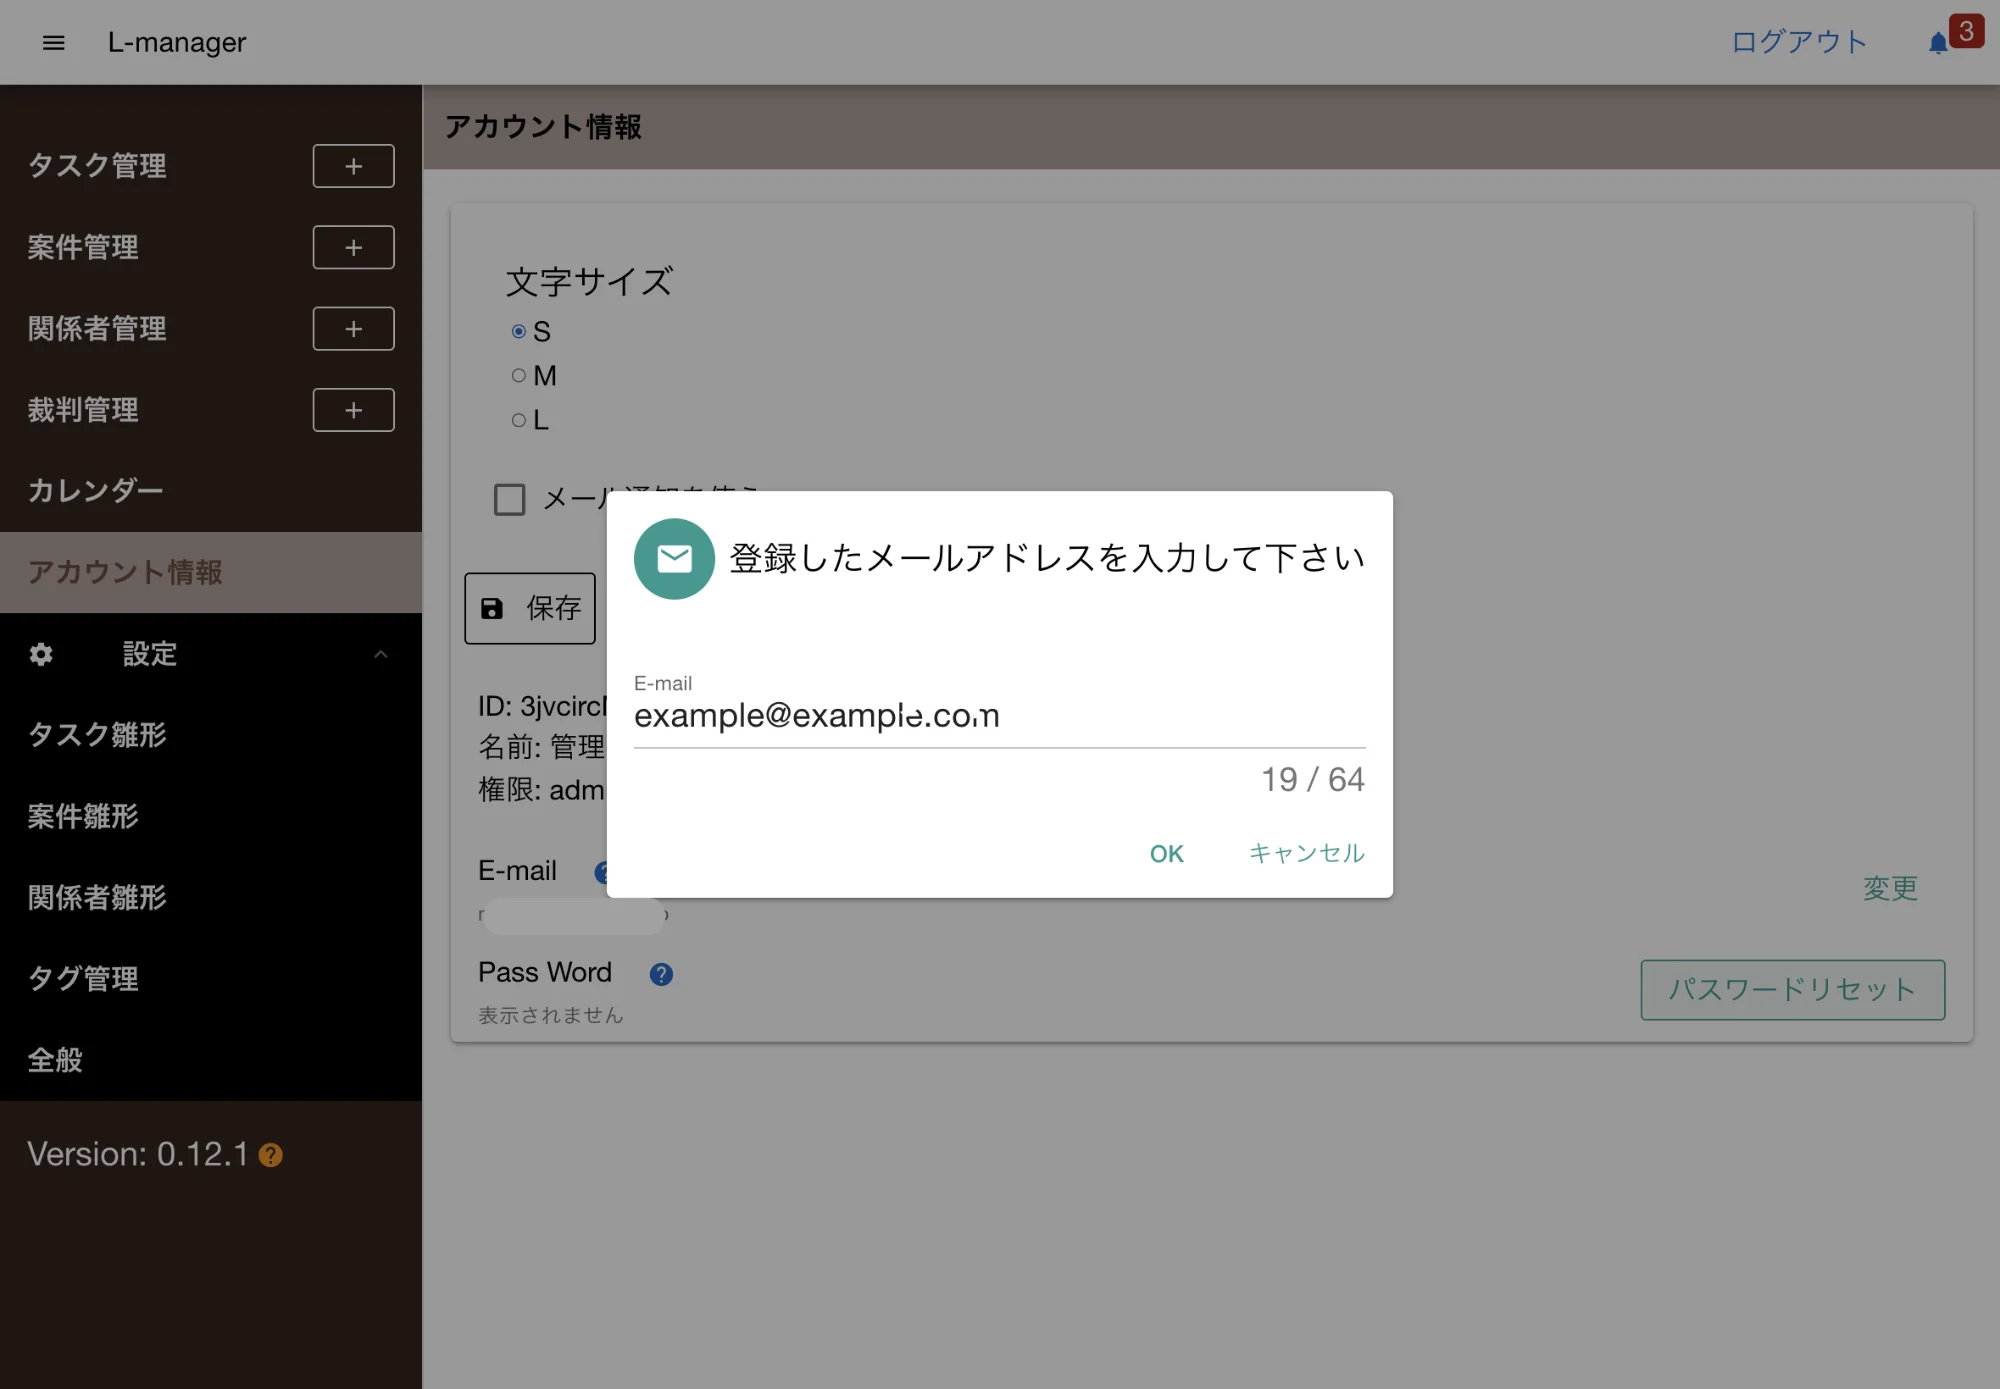 L-manager
ログアウト
3
タスク管理
案件管理
関係者管理
裁判管理
カレンダー
アカウント情報
設定
タスク雛形
案件雛形
関係者雛形
タグ管理
全般
Version: 0.12.1
アカウント情報
文字サイズ
S
M
L
メール通知を使う
保存
ID: 3jvcirc
名前: 管理
権限: adm
E-mail
変更
Pass Word
表示されません
パスワードリセット
登録したメールアドレスを入力して下さい
E-mail
example@example.com
19 / 64
OK
キャンセル